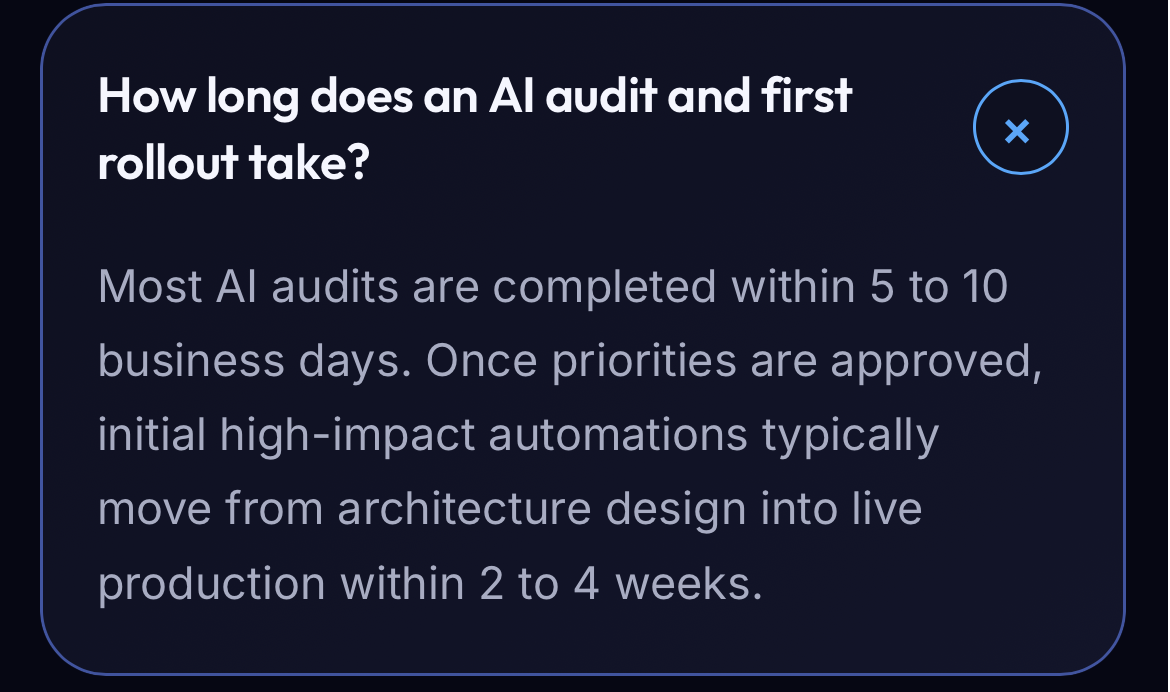 How long does an AI audit and first
rollout take?
Most AI audits are completed within 5 to 10
business days. Once priorities are approved,
initial high-impact automations typically
move from architecture design into live
production within 2 to 4 weeks.